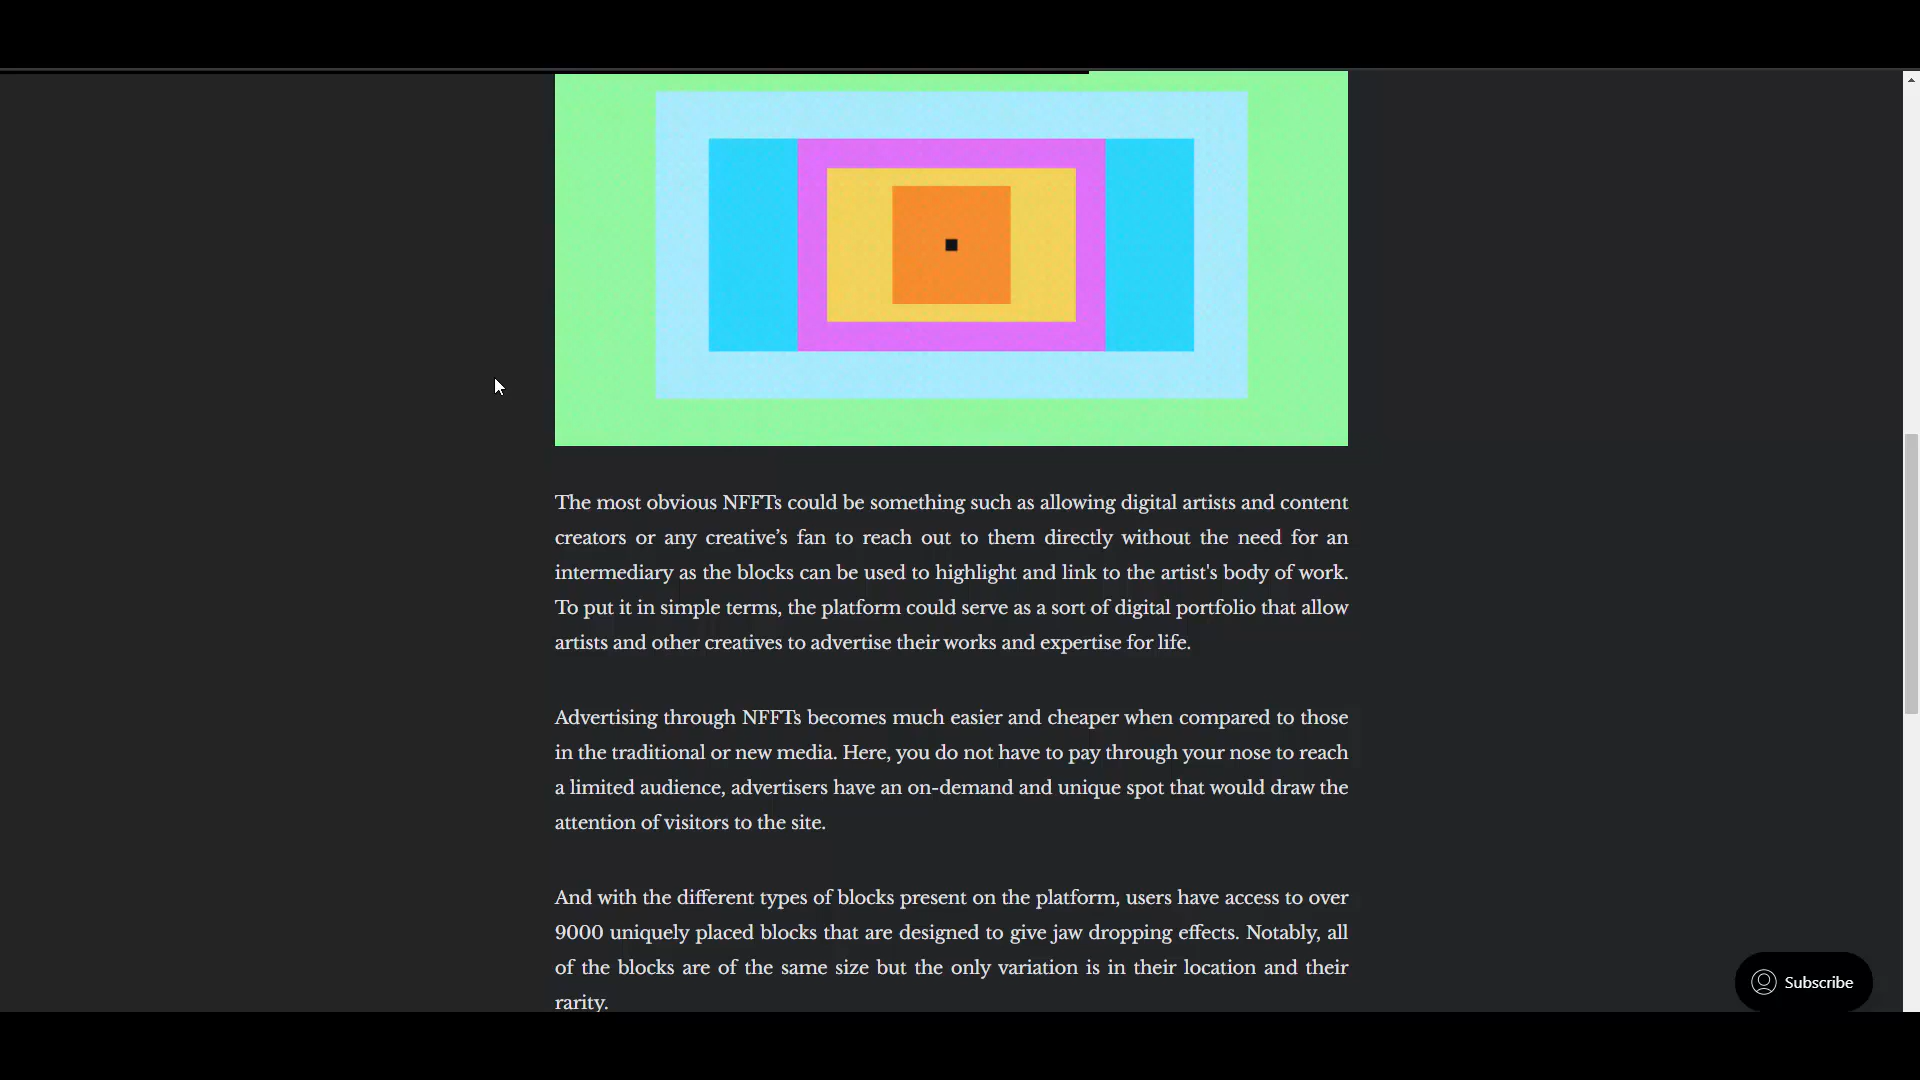 The most obvious NFFTs could be something such as allowing digital artists and content
creators or any creative’s fan to reach out to them directly without the need for an
intermediary as the blocks can be used to highlight and link to the artist's body of work.
To put it in simple terms, the platform could serve as a sort of digital portfolio that allow
artists and other creatives to advertise their works and expertise for life.
Advertising through NFFTs becomes much easier and cheaper when compared to those
in the traditional or new media. Here, you do not have to pay through your nose to reach
a limited audience, advertisers have an on-demand and unique spot that would draw the
attention of visitors to the site.
And with the different types of blocks present on the platform, users have access to over
9000 uniquely placed blocks that are designed to give jaw dropping effects. Notably, all
of the blocks are of the same size but the only variation is in their location and their
rarity.
Subscribe